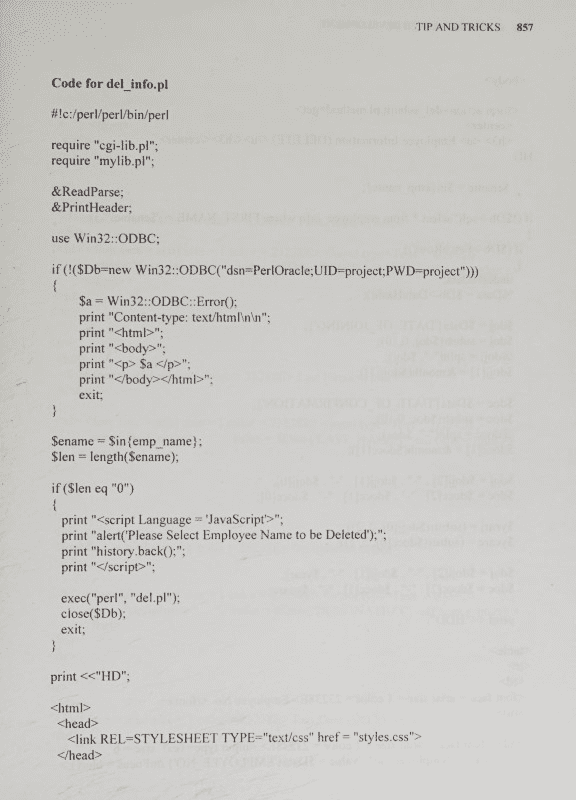 TIP AND TRICKS 857
Code for del_info.pl
#!c:/perl/perl/bin/perl
require "cgi-lib.pl";
require "mylib.pl";
&ReadParse;
&PrintHeader;
use Win32::ODBC;
if (!($Db=new Win32::ODBC("dsn=PerlOracle;UID=project;PWD=project")))
{
$a = Win32::ODBC::Error();
print "Content-type: text/html\n\n";
print "<html>";
print "<body>";
print "<p> $a </p>";
print "</body></html>";
exit;
}
$ename = $in{emp_name};
$len = length($ename);
if ($len eq "0")
{
print "<script Language = 'JavaScript'>";
print "alert('Please Select Employee Name to be Deleted');";
print "history.back();";
print "</script>";
exec("perl", "del.pl");
close($Db);
exit;
}
print <<"HD";
<html>
<head>
<link REL=STYLESHEET TYPE="text/css" href = "styles.css">
</head>